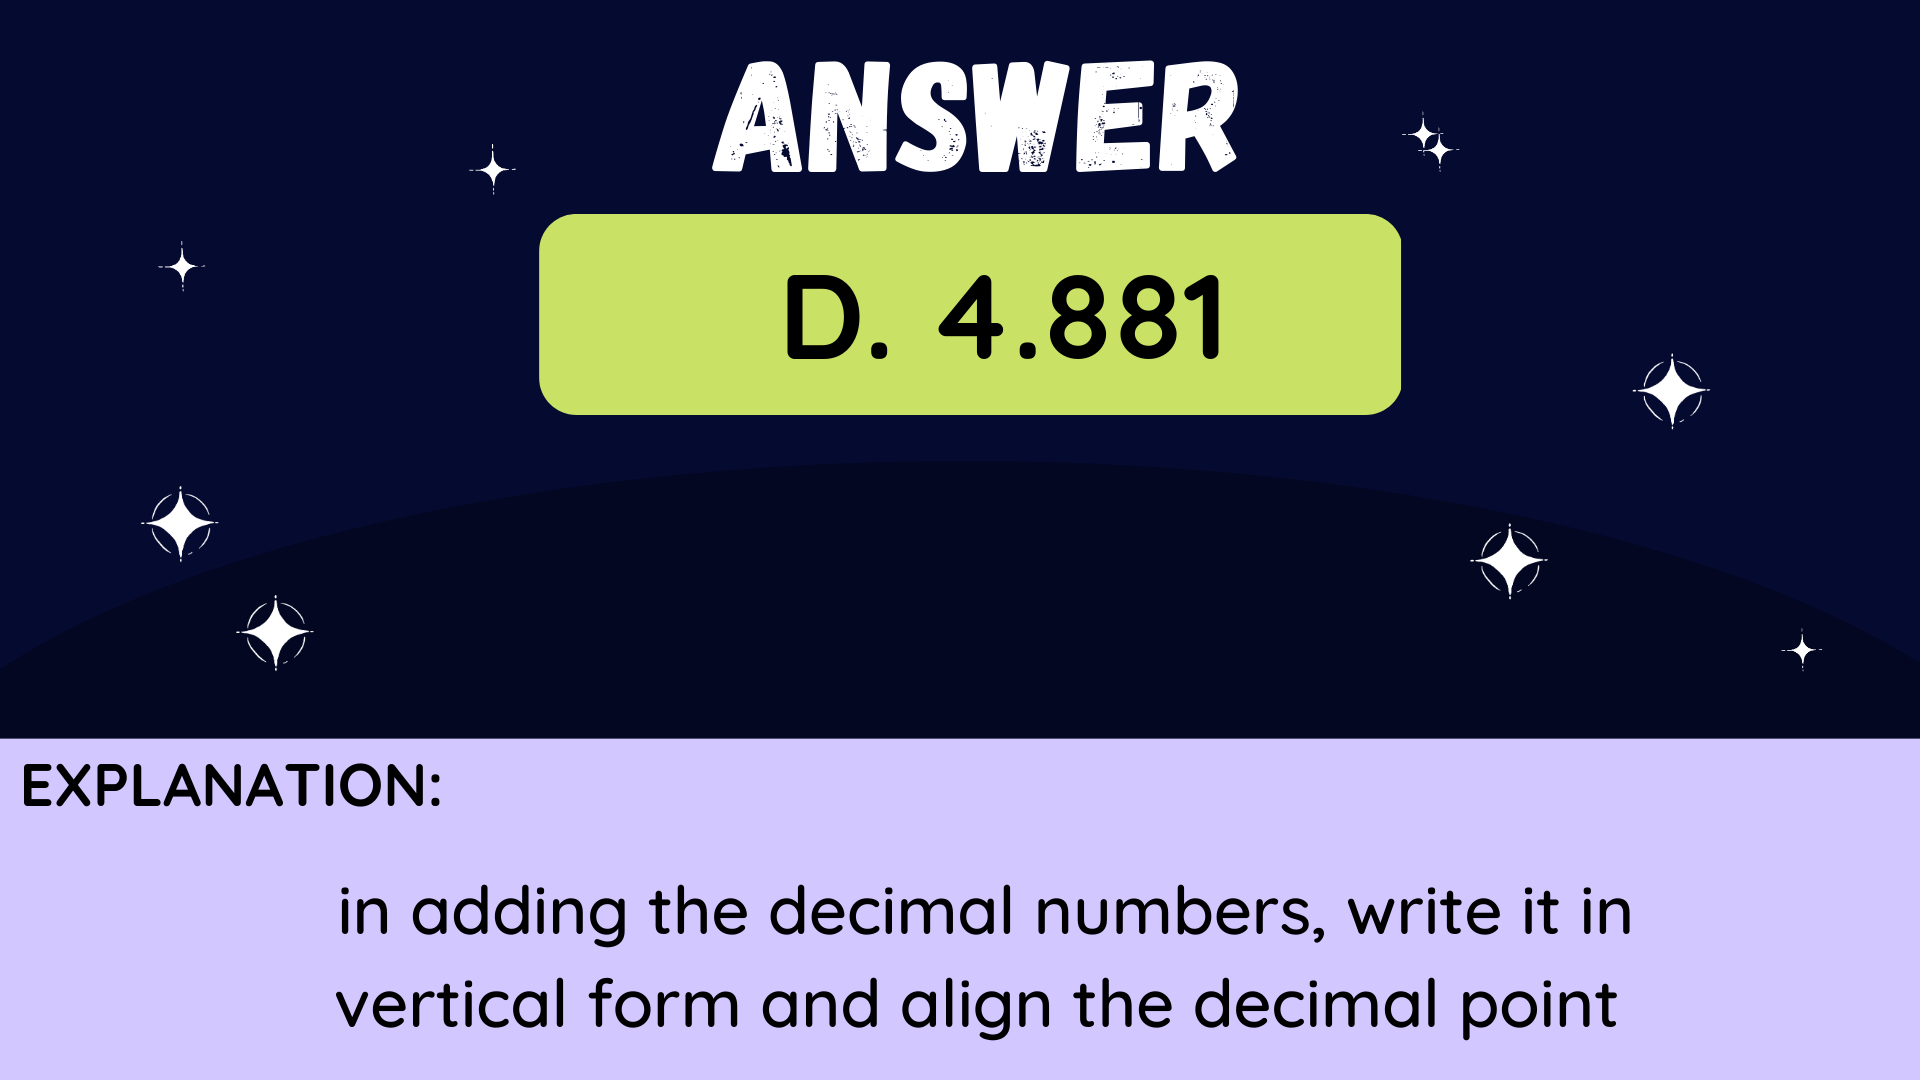 ANSWER
D. 4.881
EXPLANATION:
in adding the decimal numbers, write it in
vertical form and align the decimal point